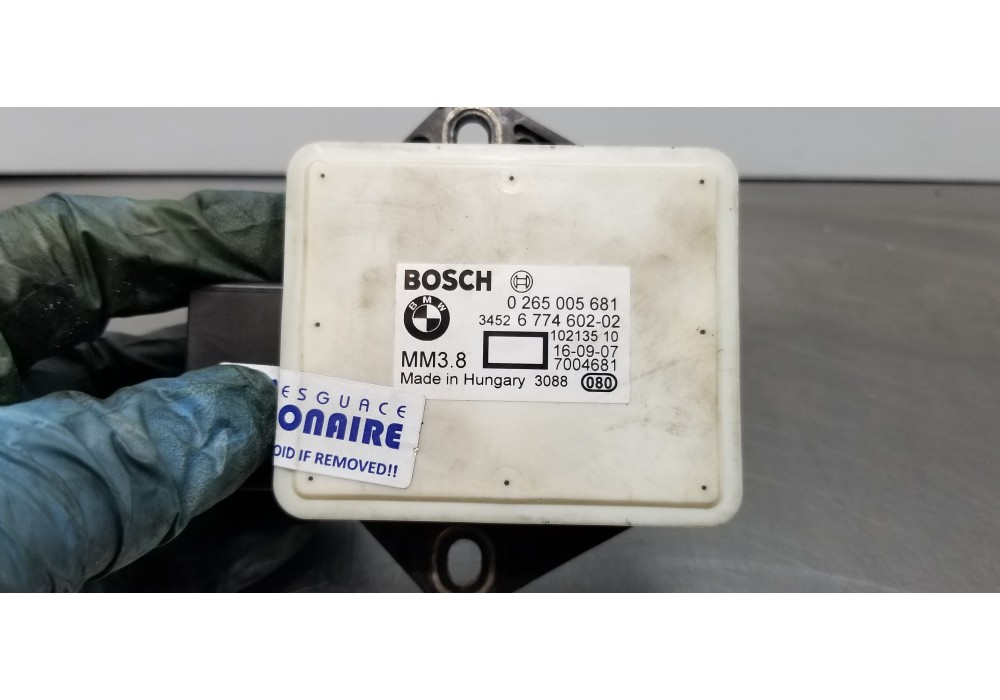 BOSCH
0 265 005 681
BMW
3452 6 774 602-02
102135 10
16-09-07
MM3.8
7004681
Made in Hungary 3088 080
ESGUACE
ONAIRE
OID IF REMOVED!!